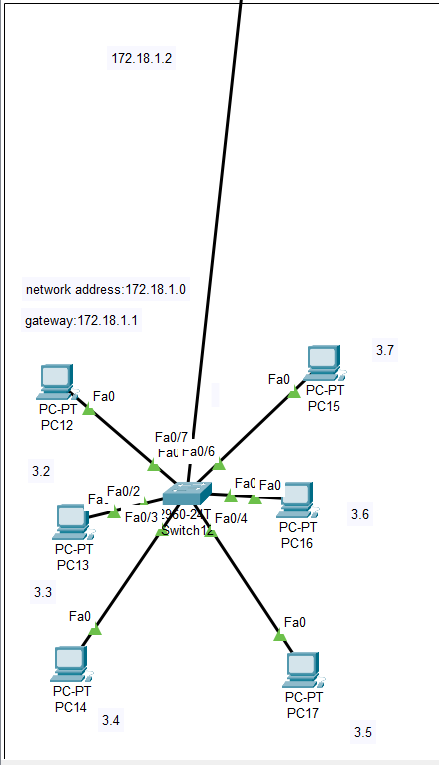 172.18.1.2
network address:172.18.1.0
gateway:172.18.1.1
3.7
Fa0
Fa0
PC-PT
PC15
PC-PT
PC12
Fa0/7
Fa0/6
3.2
Fa0/2
Fa0
Fa0/3
2960-24T
Fa0/4
PC-PT
PC16
3.6
PC-PT
PC13
3.3
Fa0
Fa0
PC-PT
PC14
3.4
PC-PT
PC17
3.5